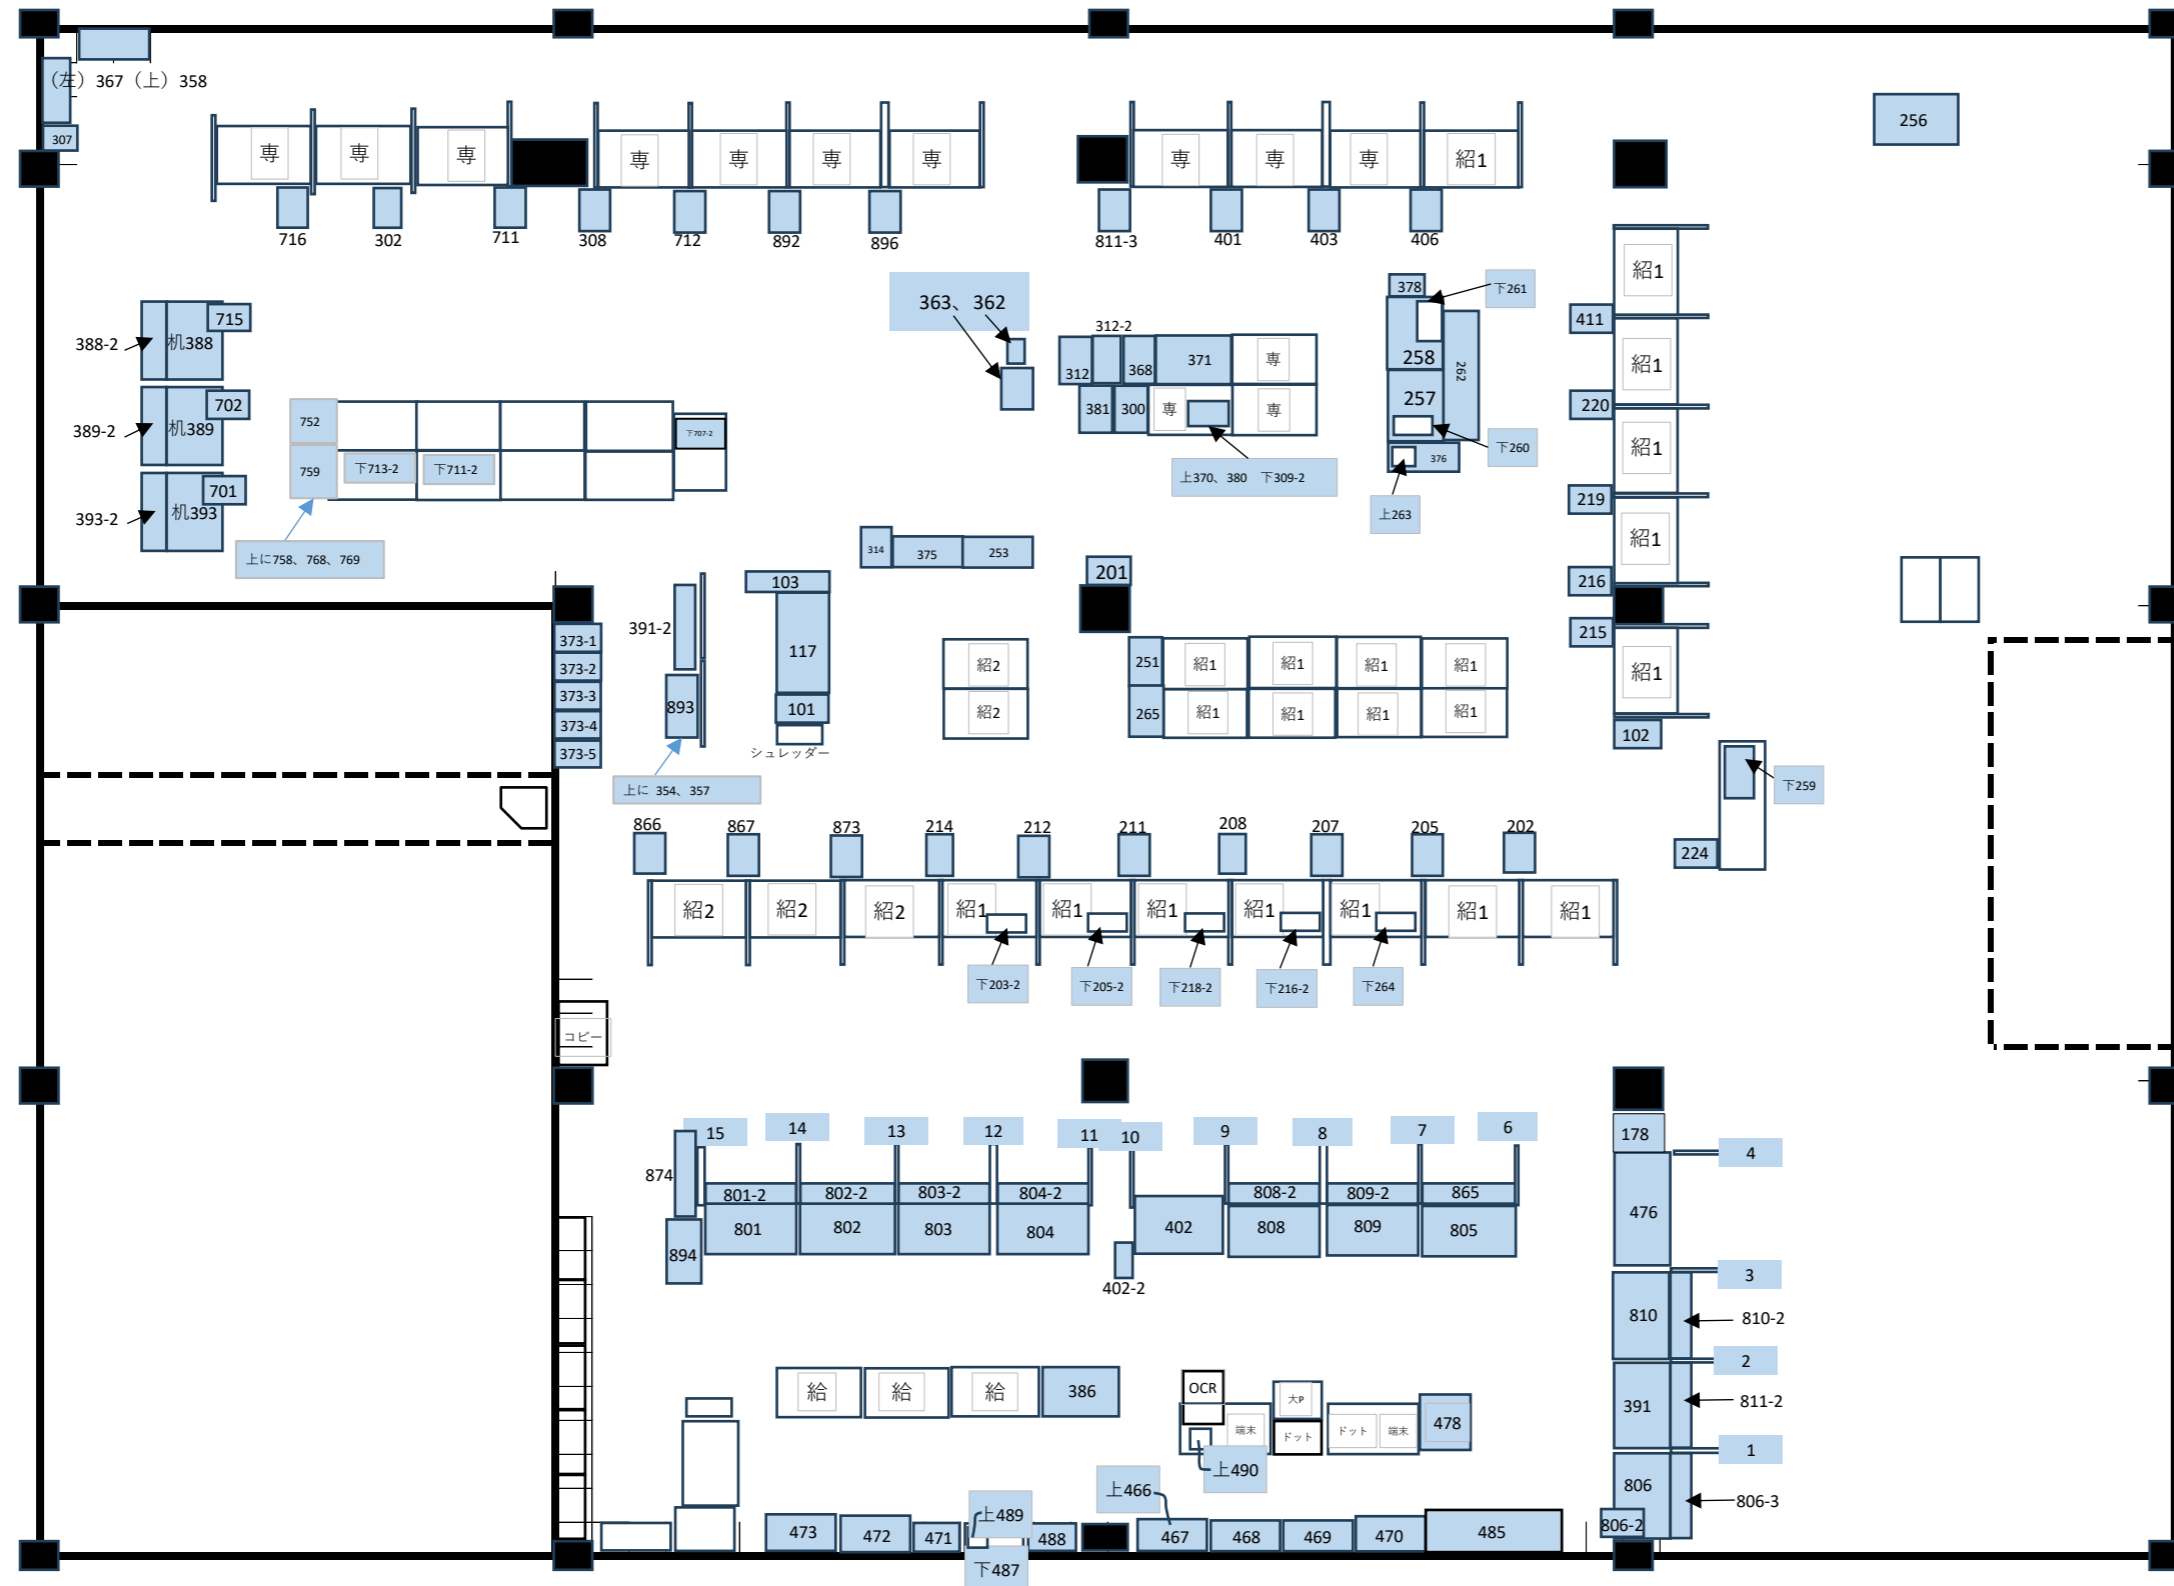 （左）367（上）358
307
256
専
専
専
専
専
専
専
専
専
専
紹1
716
302
711
308
712
892
896
811-3
401
403
406
紹1
411
紹1
220
紹1
219
紹1
216
215
紹1
102
388-2
机388
715
389-2
机389
702
393-2
机393
701
752
759
下713-2
下711-2
下707-2
上に758、768、769
363、362
312-2
312
368
371
専
381
300
専
専
上370、380　下309-2
378
下261
258
262
257
下260
376
上263
314
375
253
201
103
391-2
117
893
101
シュレッダー
上に 354、357
373-1
373-2
373-3
373-4
373-5
紹2
紹2
251
紹1
紹1
紹1
紹1
265
紹1
紹1
紹1
紹1
下259
224
866
867
873
214
212
211
208
207
205
202
紹2
紹2
紹2
紹1
紹1
紹1
紹1
紹1
紹1
紹1
下203-2
下205-2
下218-2
下216-2
下264
コピー
15
14
13
12
11
10
9
8
7
6
874
801-2
802-2
803-2
804-2
808-2
809-2
865
801
802
803
804
402
808
809
805
894
402-2
178
4
476
3
810
810-2
2
391
811-2
1
806
806-3
806-2
給
給
給
386
OCR
端末
大P
ドット
ドット
端末
478
上490
上466
上489
473
472
471
488
467
468
469
470
485
下487